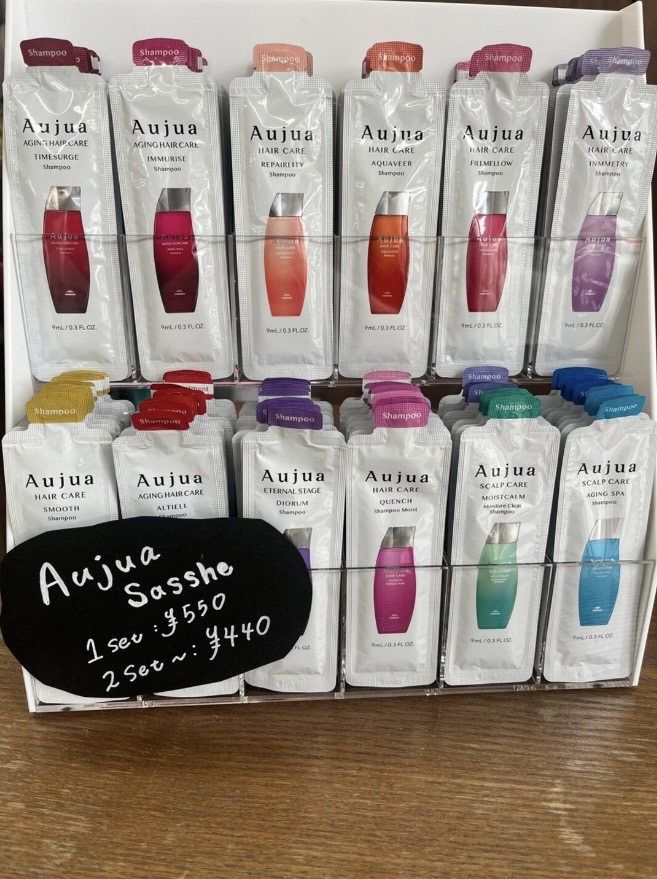 Shampoo
Aujua
AGING HAIR CARE
TIMESURGE
Shampoo
9mL / 0.3 FL.OZ.
Shampoo
Aujua
AGING HAIR CARE
IMMURISE
Shampoo
9mL / 0.3 FL.OZ.
Shampoo
Aujua
HAIR CARE
REPAIRITY
Shampoo
9mL / 0.3 FL.OZ.
Shampoo
Aujua
HAIR CARE
AQUAVEER
Shampoo
9mL / 0.3 FL.OZ.
Shampoo
Aujua
HAIR CARE
FILLMELLOW
Shampoo
9mL / 0.3 FL.OZ.
Shampoo
Aujua
HAIR CARE
INMMETRY
Shampoo
9mL / 0.3 FL.OZ.
Shampoo
Aujua
HAIR CARE
SMOOTH
Shampoo
Shampoo
Aujua
AGING HAIR CARE
ALTIELL
Shampoo
Aujua
ETERNAL STAGE
DIORUM
Shampoo
Shampoo
Aujua
HAIR CARE
QUENCH
Shampoo Moist
Shampoo
Shampoo
Aujua
SCALP CARE
MOISTCALM
Moisture Clear
Shampoo
9mL / 0.3 FL.OZ.
Shampoo
Aujua
SCALP CARE
AGING SPA
Shampoo
9mL / 0.3 FL.OZ.
Aujua
Sasshe
1 set : ¥550
2 set ~ : ¥440